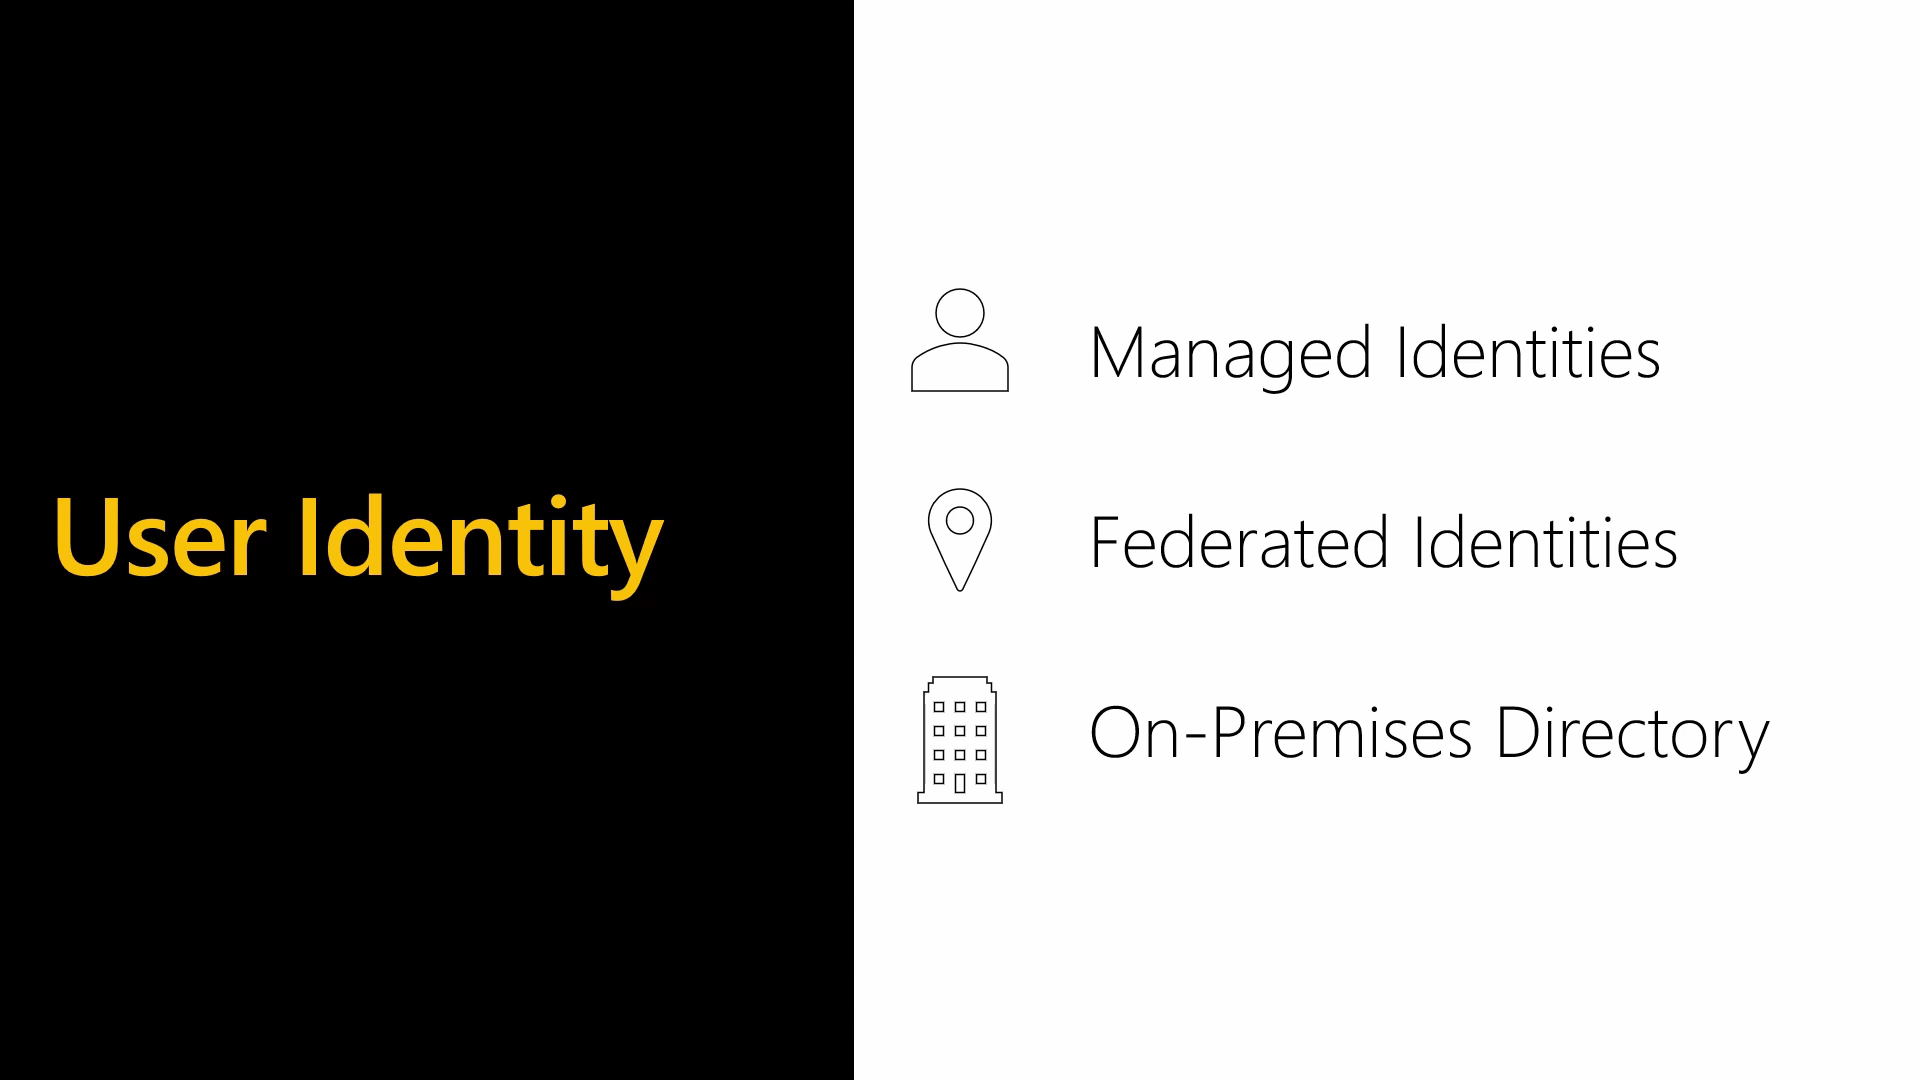 User Identity
Managed Identities
Federated Identities
On-Premises Directory